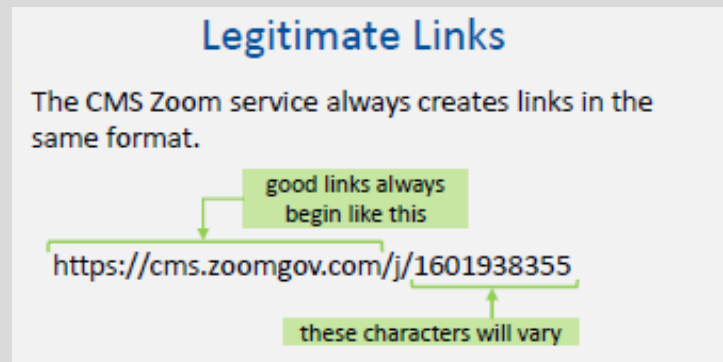 Legitimate Links
The CMS Zoom service always creates links in the
same format.
good links always
begin like this
https://cms.zoomgov.com/j/1601938355
these characters will vary